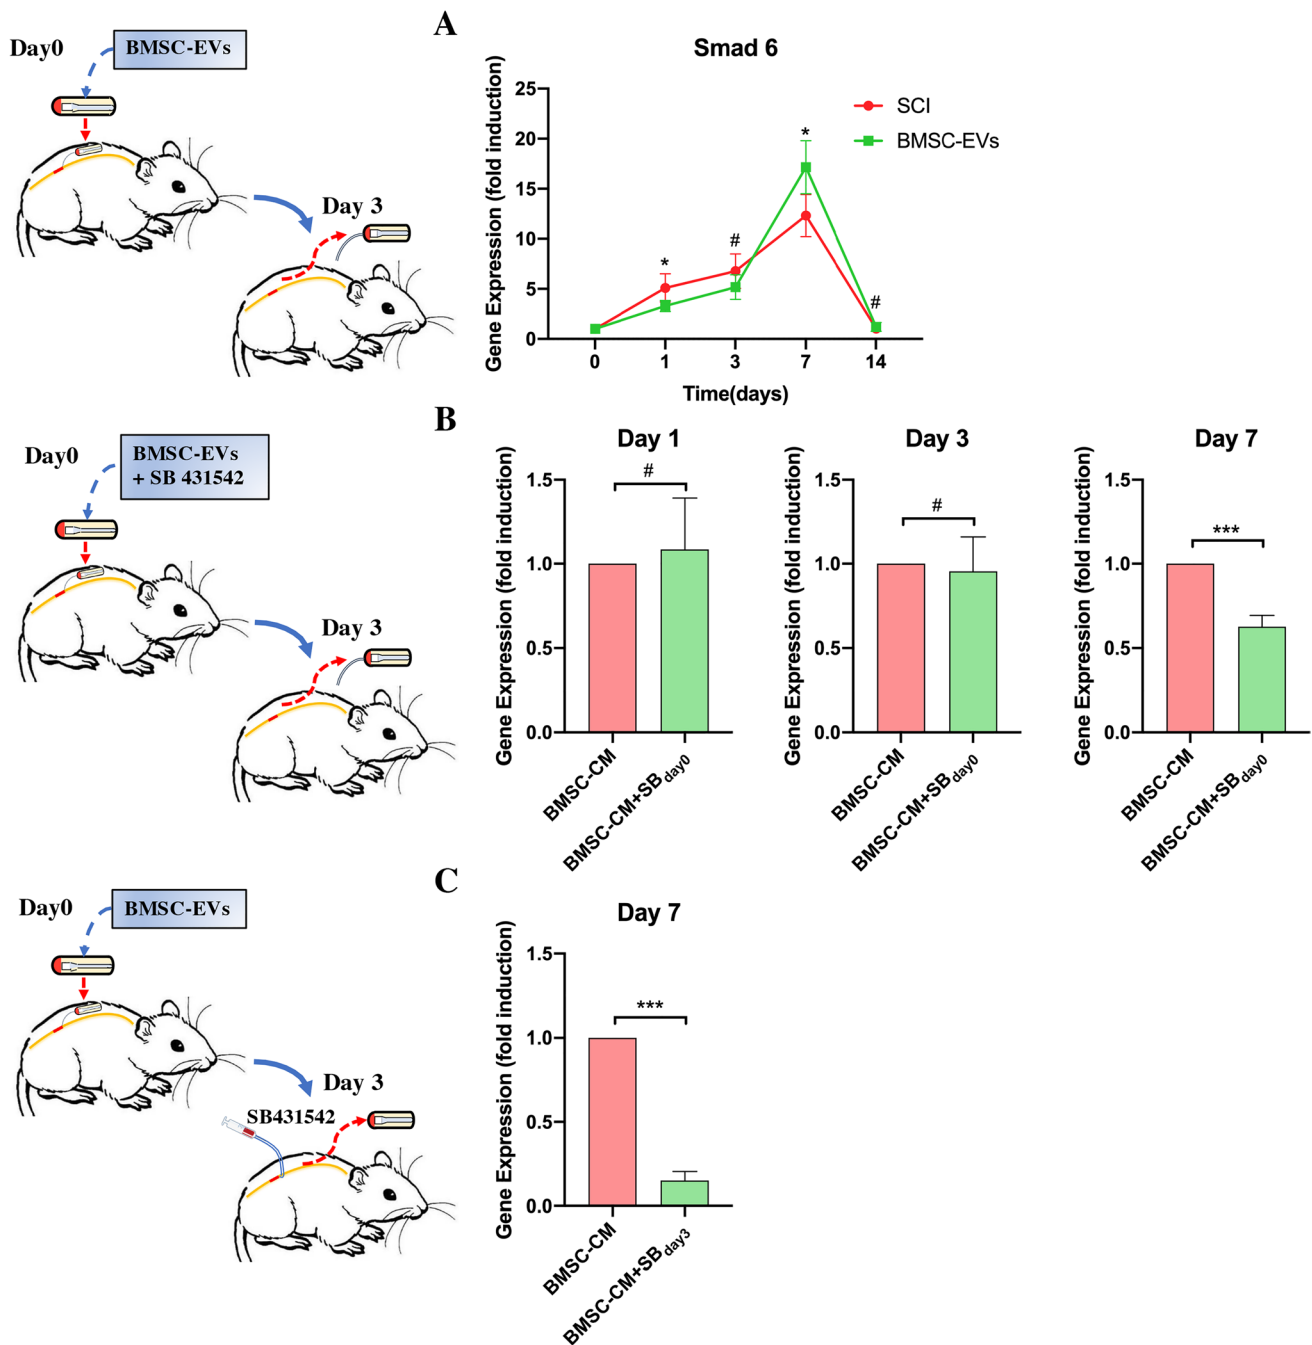 A
Day0
BMSC-EVs
Day 3
Smad 6
Gene Expression (fold induction)
25
20
15
10
5
0
*
#
*
#
SCI
BMSC-EVs
0 1 3 7 14
Time(days)
B
Day0
BMSC-EVs
+ SB 431542
Day 3
Day 1
Gene Expression (fold induction)
1.5
1.0
0.5
0.0
#
BMSC-CM
BMSC-CM+SBday0
Day 3
Gene Expression (fold induction)
1.5
1.0
0.5
0.0
#
BMSC-CM
BMSC-CM+SBday0
Day 7
Gene Expression (fold induction)
1.5
1.0
0.5
0.0
***
BMSC-CM
BMSC-CM+SBday0
C
Day0
BMSC-EVs
Day 3
SB431542
Day 7
Gene Expression (fold induction)
1.5
1.0
0.5
0.0
***
BMSC-CM
BMSC-CM+SBday3